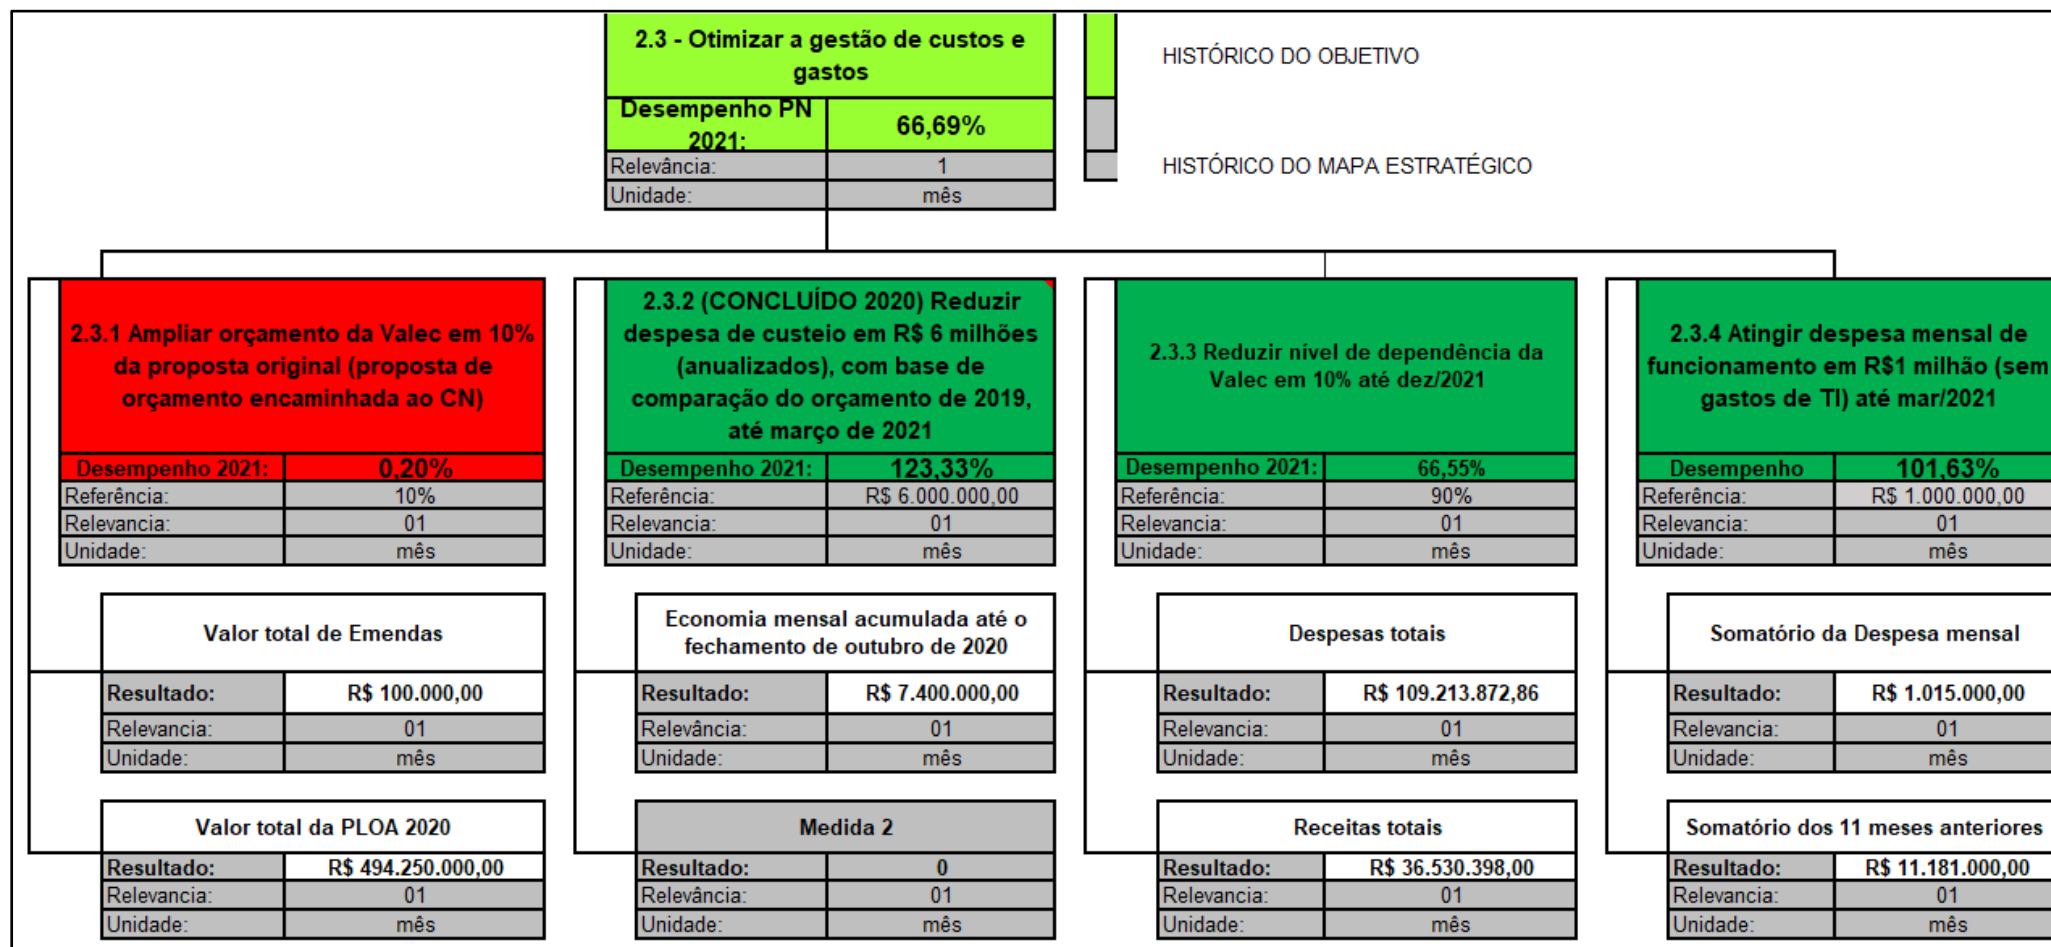 2.3 - Otimizar a gestão de custos e
gastos
Desempenho PN
2021:
66,69%
Relevância:
1
Unidade:
mês
HISTÓRICO DO OBJETIVO
HISTÓRICO DO MAPA ESTRATÉGICO
2.3.1 Ampliar orçamento da Valec em 10%
da proposta original (proposta de
orçamento encaminhada ao CN)
Desempenho 2021:
0,20%
Referência:
10%
Relevancia:
01
Unidade:
mês
Valor total de Emendas
Resultado:
R$ 100.000,00
Relevancia:
01
Unidade:
mês
Valor total da PLOA 2020
Resultado:
R$ 494.250.000,00
Relevancia:
01
Unidade:
mês
2.3.2 (CONCLUÍDO 2020) Reduzir
despesa de custeio em R$ 6 milhões
(anualizados), com base de
comparação do orçamento de 2019,
até março de 2021
Desempenho 2021:
123,33%
Referência:
R$ 6.000.000,00
Relevancia:
01
Unidade:
mês
Economia mensal acumulada até o
fechamento de outubro de 2020
Resultado:
R$ 7.400.000,00
Relevância:
01
Unidade:
mês
Medida 2
Resultado:
0
Relevância:
01
Unidade:
mês
2.3.3 Reduzir nível de dependência da
Valec em 10% até dez/2021
Desempenho 2021:
66,55%
Referência:
90%
Relevancia:
01
Unidade:
mês
Despesas totais
Resultado:
R$ 109.213.872,86
Relevancia:
01
Unidade:
mês
Receitas totais
Resultado:
R$ 36.530.398,00
Relevancia:
01
Unidade:
mês
2.3.4 Atingir despesa mensal de
funcionamento em R$1 milhão (sem
gastos de TI) até mar/2021
Desempenho
101,63%
Referência:
R$ 1.000.000,00
Relevancia:
01
Unidade:
mês
Somatório da Despesa mensal
Resultado:
R$ 1.015.000,00
Relevancia:
01
Unidade:
mês
Somatório dos 11 meses anteriores
Resultado:
R$ 11.181.000,00
Relevancia:
01
Unidade:
mês